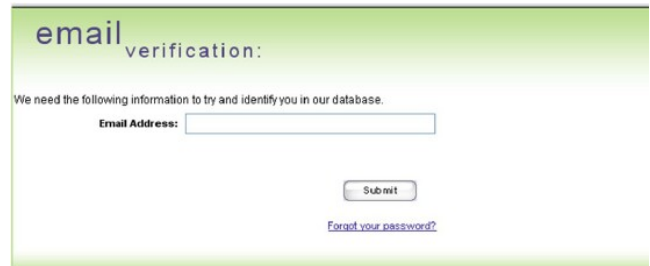 email
verification:
We need the following information to try and identify you in our database.
Email Address:
Submit
Forgot your password?